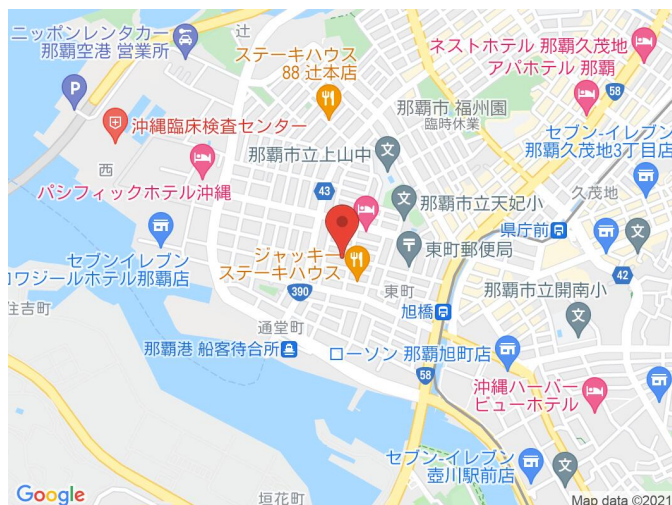 ニッポンレンタカー
那覇空港 営業所
辻
ステーキハウス
88 辻本店
ネストホテル 那覇久茂地
アパホテル 那覇
58
P
沖縄臨床検査センター
那覇市 福州園
臨時休業
那覇市立上山中
文
セブン-イレブン
那覇久茂地3丁目店
西
パシフィックホテル沖縄
43
文
那覇市立天妃小
久茂地
文
県庁前
セブンイレブン
ロワジールホテル那覇店
ジャッキー
ステーキハウス
東町郵便局
42
住吉町
390
東町
那覇市立開南小
文
旭橋
通堂町
那覇港 船客待合所
ローソン 那覇旭町店
58
沖縄ハーバー
ビューホテル
セブン-イレブン
壺川駅前店
文
垣花町
Google
Map data ©2021